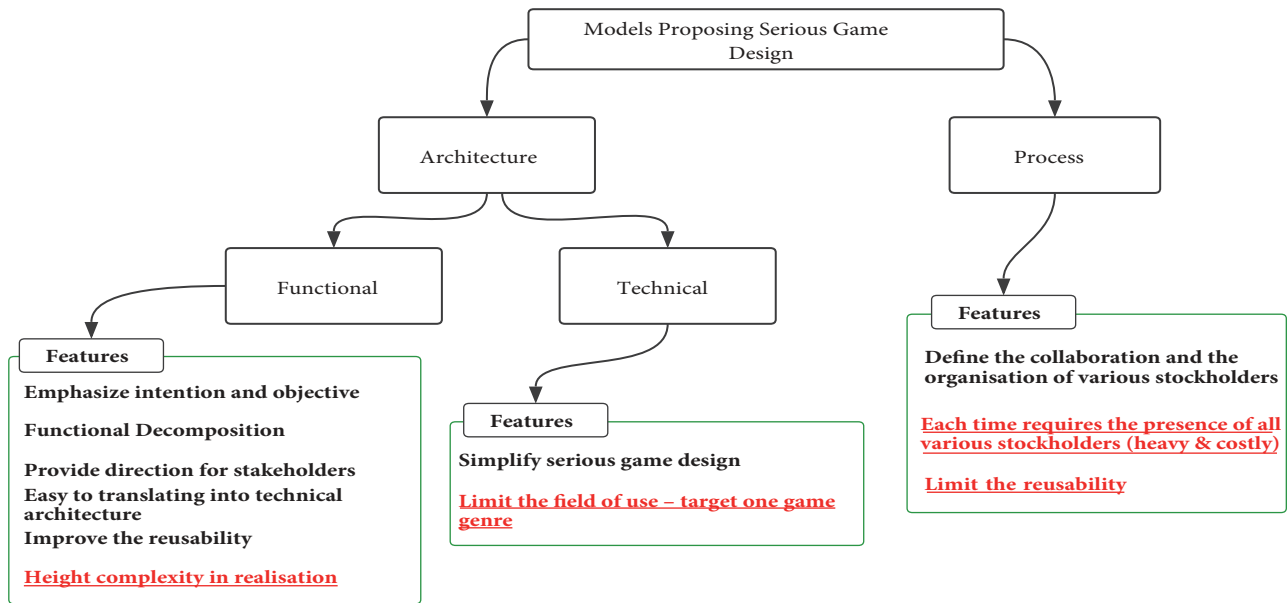 Models Proposing Serious Game
Design
Architecture
Process
Functional
Technical
Features
Emphasize intention and objective
Functional Decomposition
Provide direction for stakeholders
Easy to translating into technical
architecture
Improve the reusability
Height complexity in realisation
Features
Simplify serious game design
Limit the field of use – target one game
genre
Features
Define the collaboration and the
organisation of various stockholders
Each time requires the presence of all
various stockholders (heavy & costly)
Limit the reusability